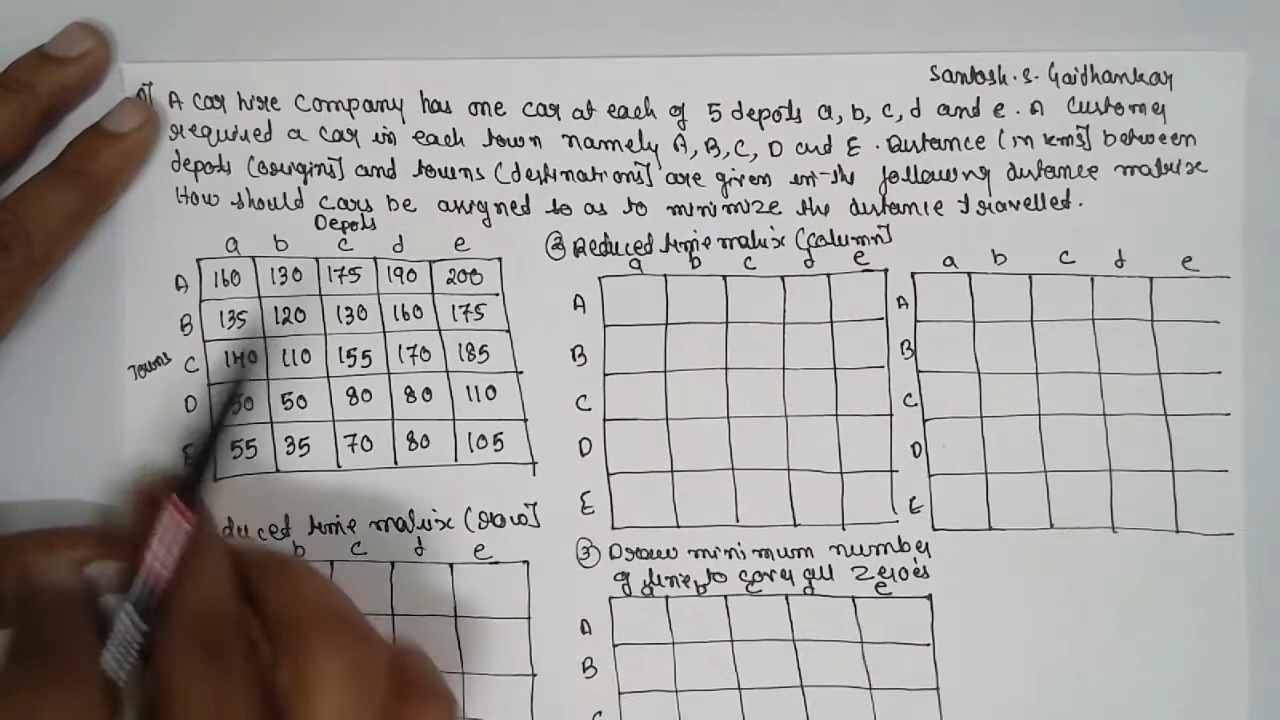 Santosh. S. Gaidhankar
A car hire company has one car at each of 5 depots a, b, c, d and e. A customer
required a car in each town namely A, B, C, D and E. Distance (in kms] between
depots (origins] and towns (destinations] are given in the following distance matrix
How should cars be assigned to as to minimize the distance travelled.
Depots
a b c d e
A 160 130 175 190 200
B 135 120 130 160 175
Towns C 140 110 155 170 185
D 50 50 80 80 110
E 55 35 70 80 105
② Reduced time matrix (column]
a b c d e
A
B
C
D
E
a b c d e
A
B
C
D
E
duced time matrix (row]
b c d e
③ Draw minimum number
of line to cover all zeroes
a b c d e
A
B
C